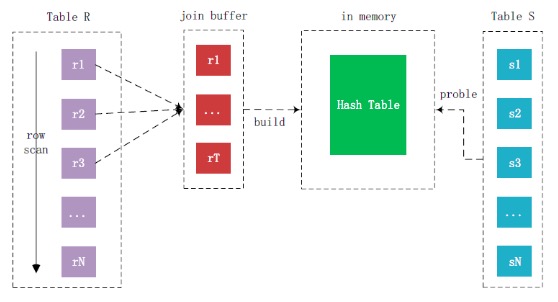 Table R
join buffer
in memory
Table S
row
scan
r1
r2
r3
...
rN
r1
...
rT
build
Hash Table
proble
s1
s2
s3
...
sN